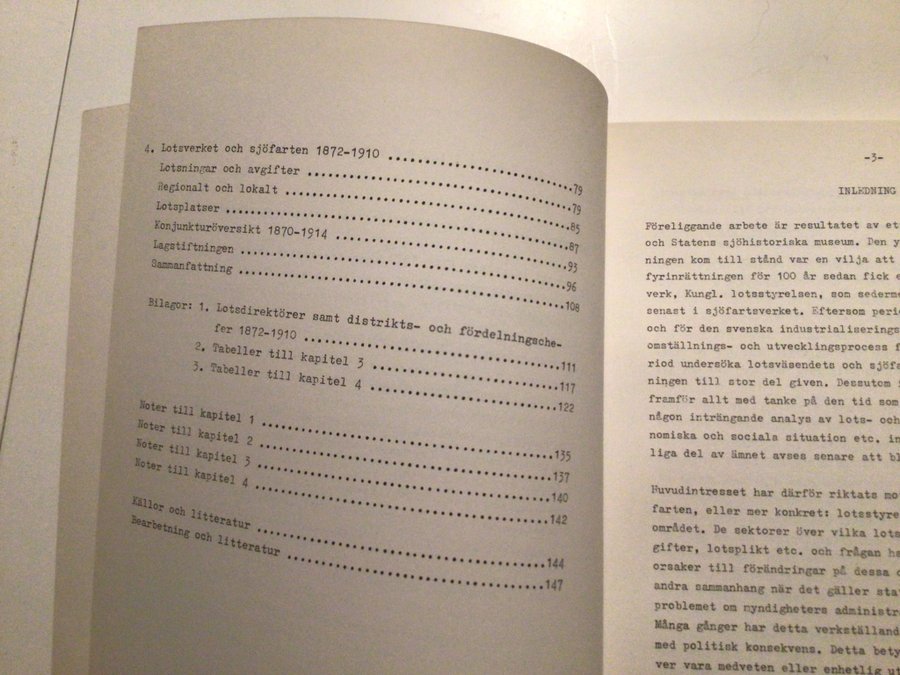 4. Lotsverket och sjöfarten 1872-1910 ........ 79
Lotsningar och avgifter ........ 79
Regionalt och lokalt ........ 85
Lotsplatser ........ 87
Konjunkturöversikt 1870-1914 ........ 93
Lagstiftningen ........ 96
Sammanfattning ........ 108
Bilagor: 1. Lotsdirektörer samt distrikts- och fördelningsche-
fer 1872-1910 ........ 111
2. Tabeller till kapitel 3 ........ 117
3. Tabeller till kapitel 4 ........ 122
Noter till kapitel 1 ........ 135
Noter till kapitel 2 ........ 137
Noter till kapitel 3 ........ 140
Noter till kapitel 4 ........ 142
Källor och litteratur ........ 144
Bearbetning och litteratur ........ 147
-3-
INLEDNING
Föreliggande arbete är resultatet av et
och Statens sjöhistoriska museum. Den y
ningen kom till stånd var en vilja att
fyrinrättningen för 100 år sedan fick e
verk, Kungl. lotsstyrelsen, som sederme
senast i sjöfartsverket. Eftersom peri
och för den svenska industrialiserings
omställnings- och utvecklingsprocess f
riod undersöka lotsväsendets och sjöfa
ningen till stor del given. Dessutom i
framför allt med tanke på den tid som
någon inträngande analys av lots- och
nomiska och sociala situation etc. in
liga del av ämnet avses senare att bl
Huvudintresset har därför riktats mo
farten, eller mer konkret: lotsstyre
området. De sektorer över vilka lots
gifter, lotsplikt etc. och frågan ha
orsaker till förändringar på dessa o
andra sammanhang när det gäller sta
problemet om myndigheters administr
Många gånger har detta verkställand
med politisk konsekvens. Detta bety
ver vara medveten eller enhetlig ut